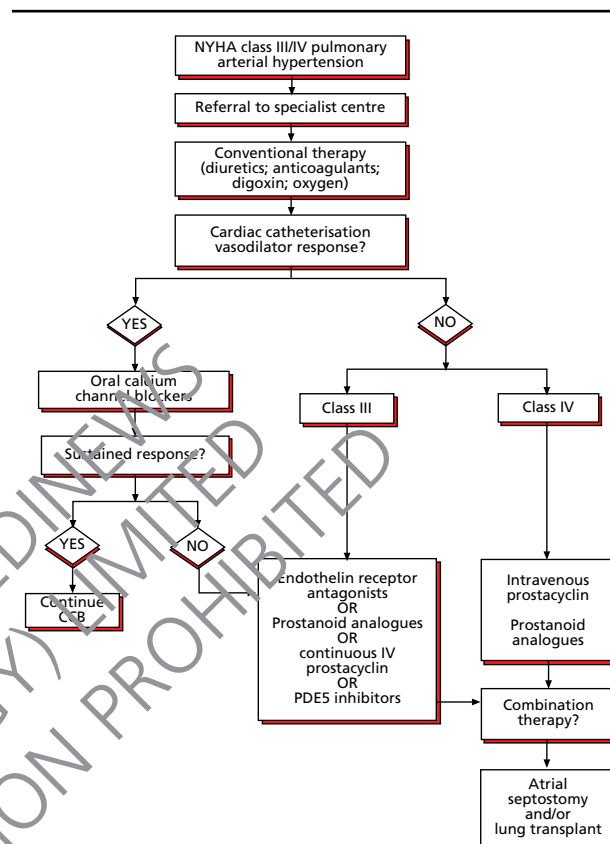 NYHA class III/IV pulmonary
arterial hypertension
Referral to specialist centre
Conventional therapy
(diuretics; anticoagulants;
digoxin; oxygen)
Cardiac catheterisation
vasodilator response?
YES
NO
Oral calcium
channel blockers
Class III
Class IV
Sustained response?
YES
NO
Continue
CCB
Endothelin receptor
antagonists
OR
Prostanoid analogues
OR
continuous IV
prostacyclin
OR
PDE5 inhibitors
Intravenous
prostacyclin
Prostanoid
analogues
Combination
therapy?
Atrial
septostomy
and/or
lung transplant
LIMITED
PROHIBITED